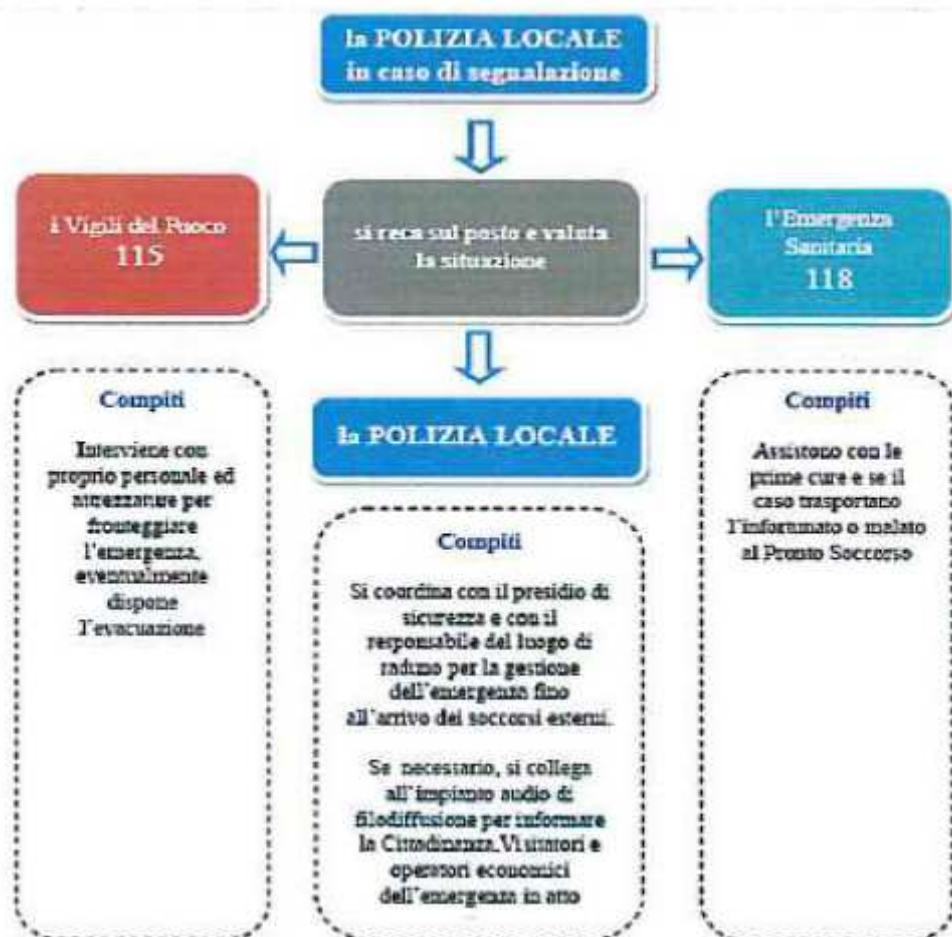 la POLIZIA LOCALE
in caso di segnalazione
i Vigili del Fuoco
115
si reca sul posto e valuta
la situazione
l'Emergenza
Sanitaria
118
Compiti
Interviene con
proprio personale ed
attrezzature per
fronteggiare
l'emergenza,
eventualmente
dispone
l'evacuazione
la POLIZIA LOCALE
Compiti
Si coordina con il presidio di
sicurezza e con il
responsabile del luogo di
raduno per la gestione
dell'emergenza fino
all'arrivo dei soccorsi esterni.
Se necessario, si collega
all'impianto audio di
filodiffusione per informare
la Cittadinanza,Visitatori e
operatori economici
dell'emergenza in atto
Compiti
Assistono con le
prime cure e se il
caso trasportano
l'infortunato o malato
al Pronto Soccorso